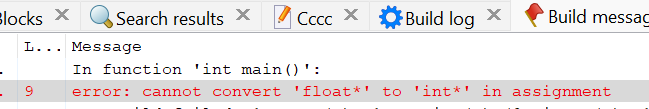 Blocks Search results Cccc Build log Build messag
L... Message
In function 'int main()':
9 error: cannot convert 'float*' to 'int*' in assignment